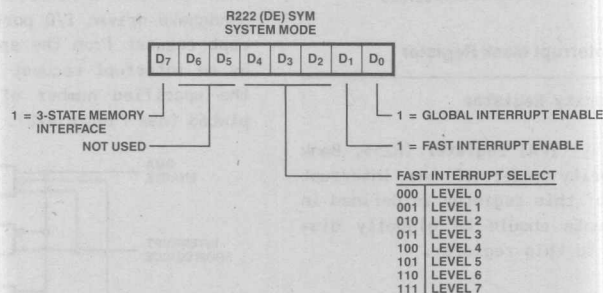 R222 (DE) SYM
SYSTEM MODE
D7 D6 D5 D4 D3 D2 D1 D0
1 = 3-STATE MEMORY
INTERFACE
NOT USED
1 = GLOBAL INTERRUPT ENABLE
1 = FAST INTERRUPT ENABLE
FAST INTERRUPT SELECT
000 LEVEL 0
001 LEVEL 1
010 LEVEL 2
011 LEVEL 3
100 LEVEL 4
101 LEVEL 5
110 LEVEL 6
111 LEVEL 7